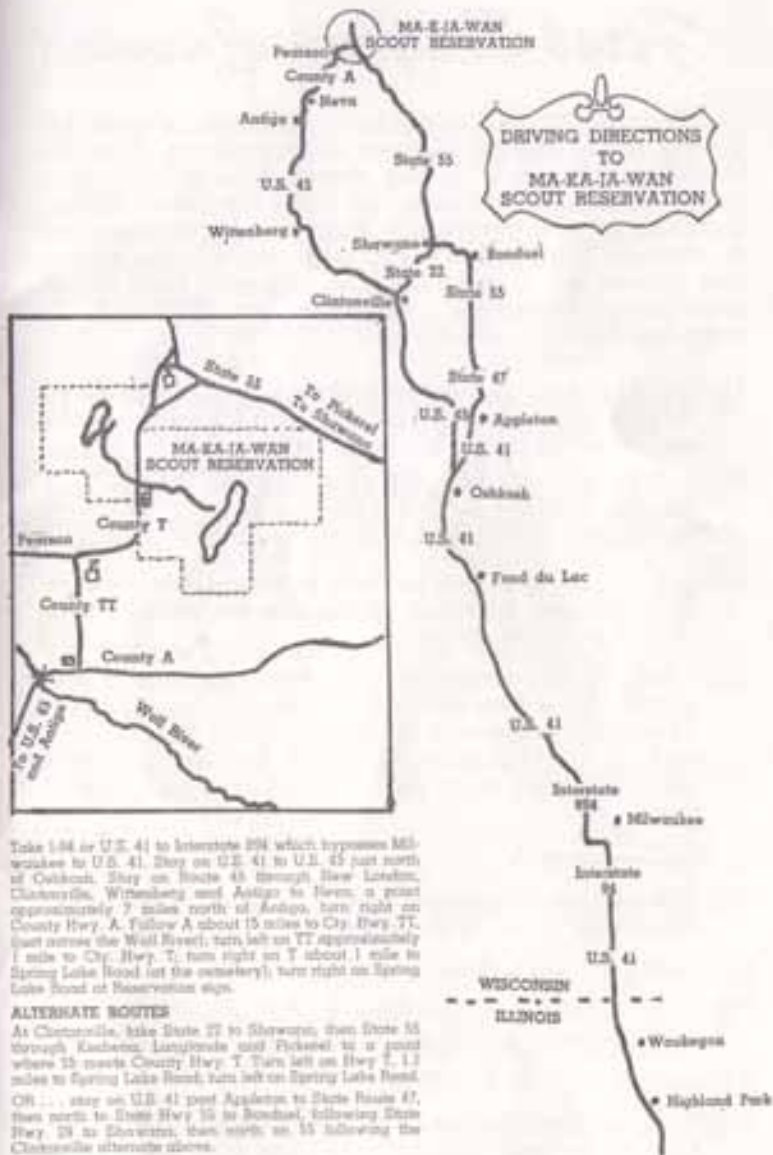 MA-K-JA-WAN
SCOUT RESERVATION
Pearson
County A
Neva
Antigo
State 55
U.S. 45
DRIVING DIRECTIONS
TO
MA-KA-JA-WAN
SCOUT RESERVATION
Wittenberg
Shawano
Bonduel
State 22
State 55
Clintonville
State 47
U.S. 45
Appleton
U.S. 41
Oshkosh
U.S. 41
Fond du Lac
U.S. 41
Interstate
894
Milwaukee
Interstate
94
U.S. 41
WISCONSIN
ILLINOIS
Waukegan
Highland Park
State 55
To Pickerel
To Shawano
MA-KA-JA-WAN
SCOUT RESERVATION
County T
Pearson
County TT
County A
Wolf River
To U.S. 45
and Antigo
Take I-94 or U.S. 41 to Interstate 894 which bypasses Mil-
waukee to U.S. 41. Stay on U.S. 41 to U.S. 45 just north
of Oshkosh. Stay on Route 45 through New London,
Clintonville, Wittenberg and Antigo to Neva, a point
approximately 7 miles north of Antigo, turn right on
County Hwy. A. Follow A about 15 miles to Cty. Hwy. TT,
(just across the Wolf River); turn left on TT approximately
1 mile to Cty. Hwy. T; turn right on T about 1 mile to
Spring Lake Road (at the cemetery); turn right on Spring
Lake Road at Reservation sign.
ALTERNATE ROUTES
At Clintonville, take State 22 to Shawano; then State 55
through Keshena, Langlade and Pickerel to a point
where 55 meets County Hwy. T. Turn left on Hwy T, 1.1
miles to Spring Lake Road; turn left on Spring Lake Road.
OR . . . stay on U.S. 41 past Appleton to State Route 47,
then north to State Hwy 55 to Bonduel, following State
Hwy. 29 to Shawano, then north on 55 following the
Clintonville alternate above.